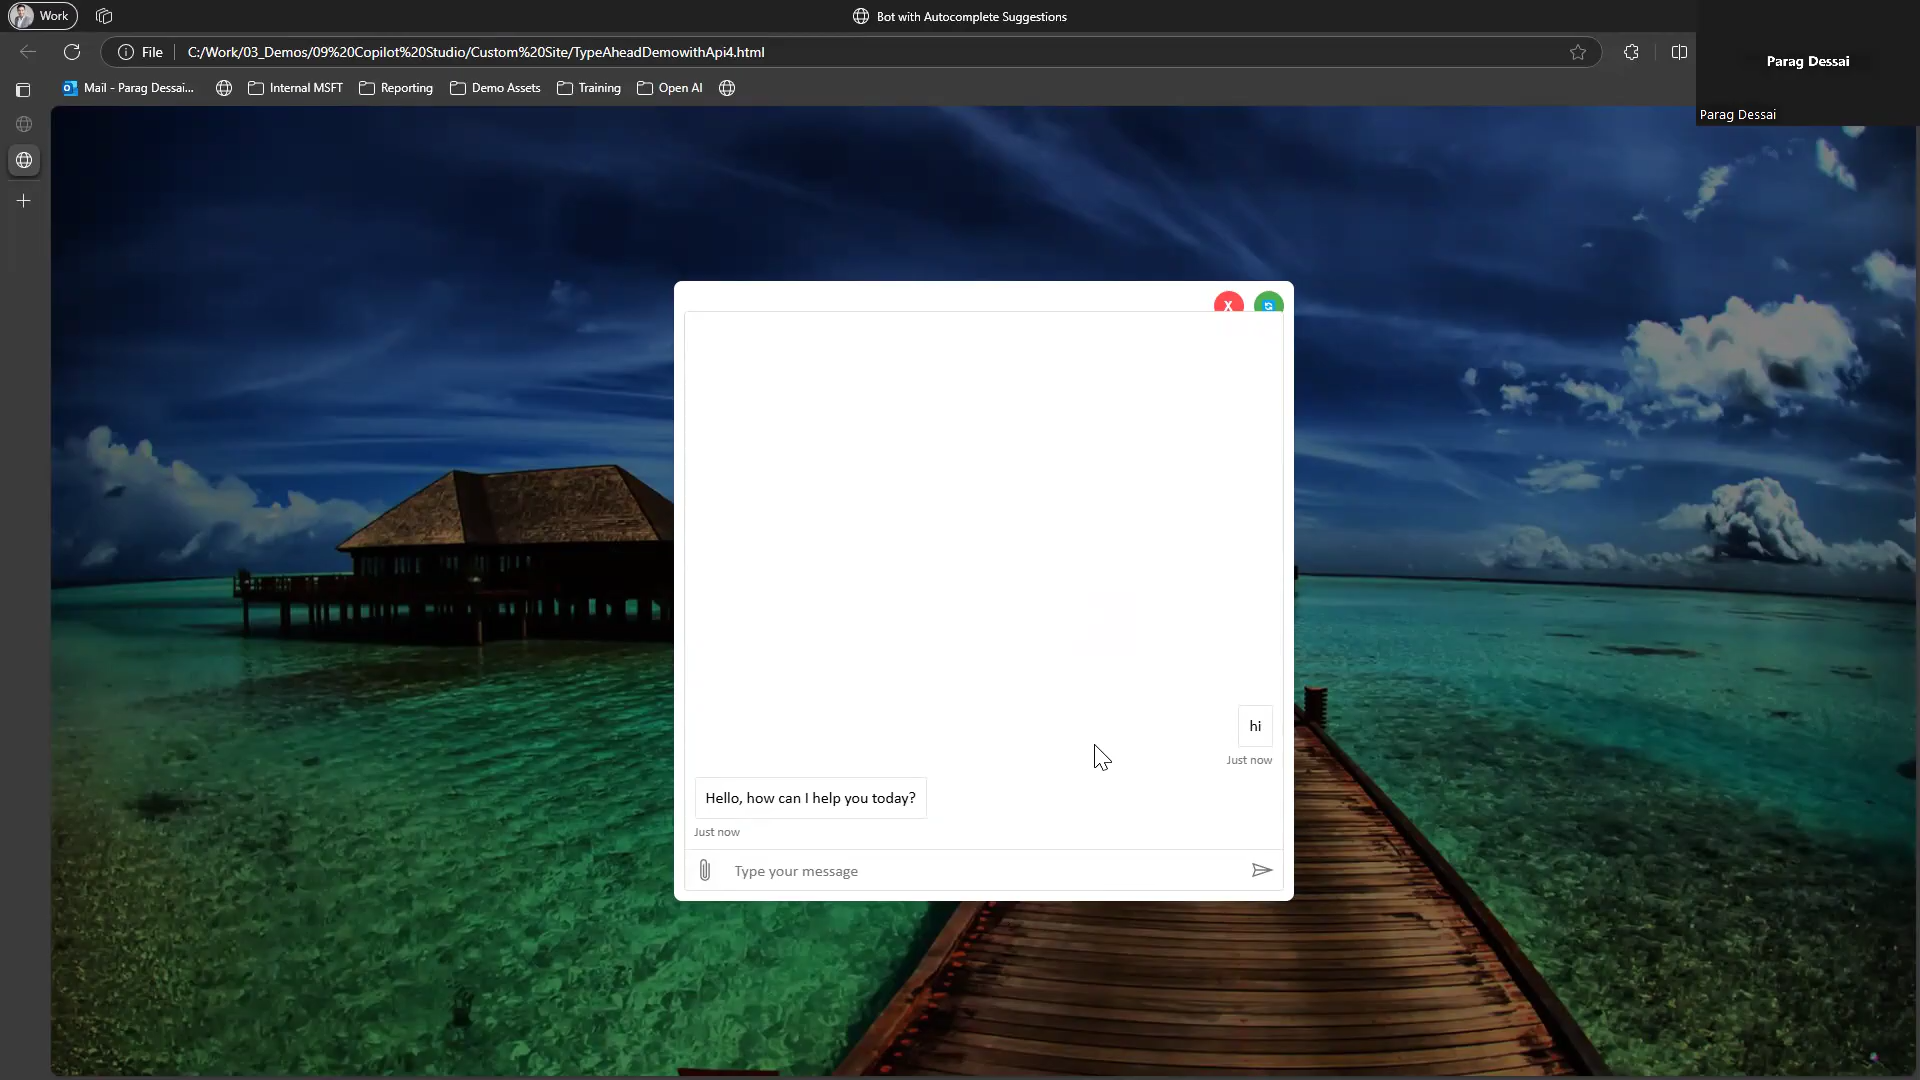 Work
Bot with Autocomplete Suggestions
File
C:/Work/03_Demos/09%20Copilot%20Studio/Custom%20Site/TypeAheadDemowithApi4.html
Parag Dessai
Mail - Parag Dessai...
Internal MSFT
Reporting
Demo Assets
Training
Open AI
Parag Dessai
X
hi
Just now
Hello, how can I help you today?
Just now
Type your message